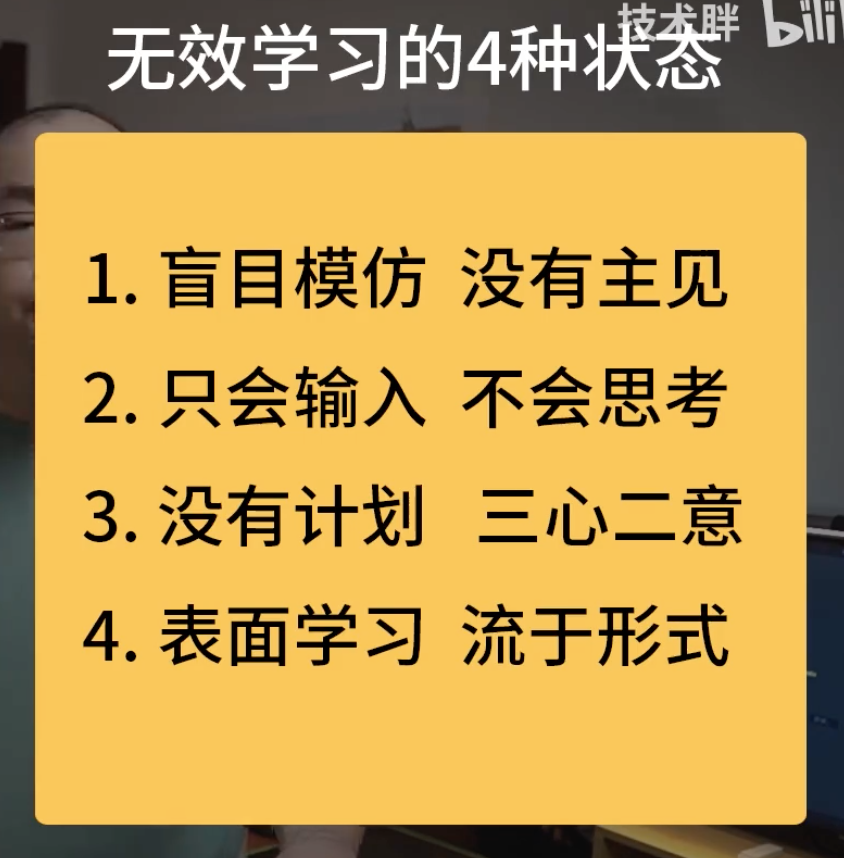 技术胖 bili
无效学习的4种状态
1. 盲目模仿 没有主见
2. 只会输入 不会思考
3. 没有计划 三心二意
4. 表面学习 流于形式